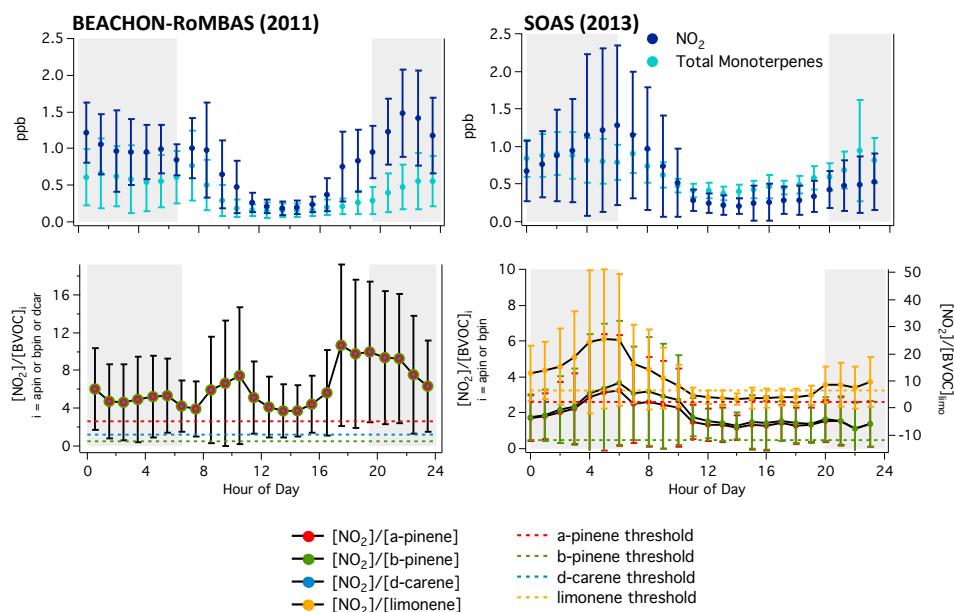 BEACHON-RoMBAS (2011)
SOAS (2013)
2.5
2.0
1.5
1.0
0.5
0.0
ppb
2.5
2.0
1.5
1.0
0.5
0.0
ppb
NO2
Total Monoterpenes
16
12
8
4
0
[NO2]/[BVOC]i
i = apin or bpin or dcar
0 4 8 12 16 20 24
Hour of Day
10
8
6
4
2
0
[NO2]/[BVOC]i
i = apin or bpin
50
40
30
20
10
0
-10
[NO2]/[BVOC]limo
0 4 8 12 16 20 24
Hour of Day
[NO2]/[a-pinene]
[NO2]/[b-pinene]
[NO2]/[d-carene]
[NO2]/[limonene]
a-pinene threshold
b-pinene threshold
d-carene threshold
limonene threshold